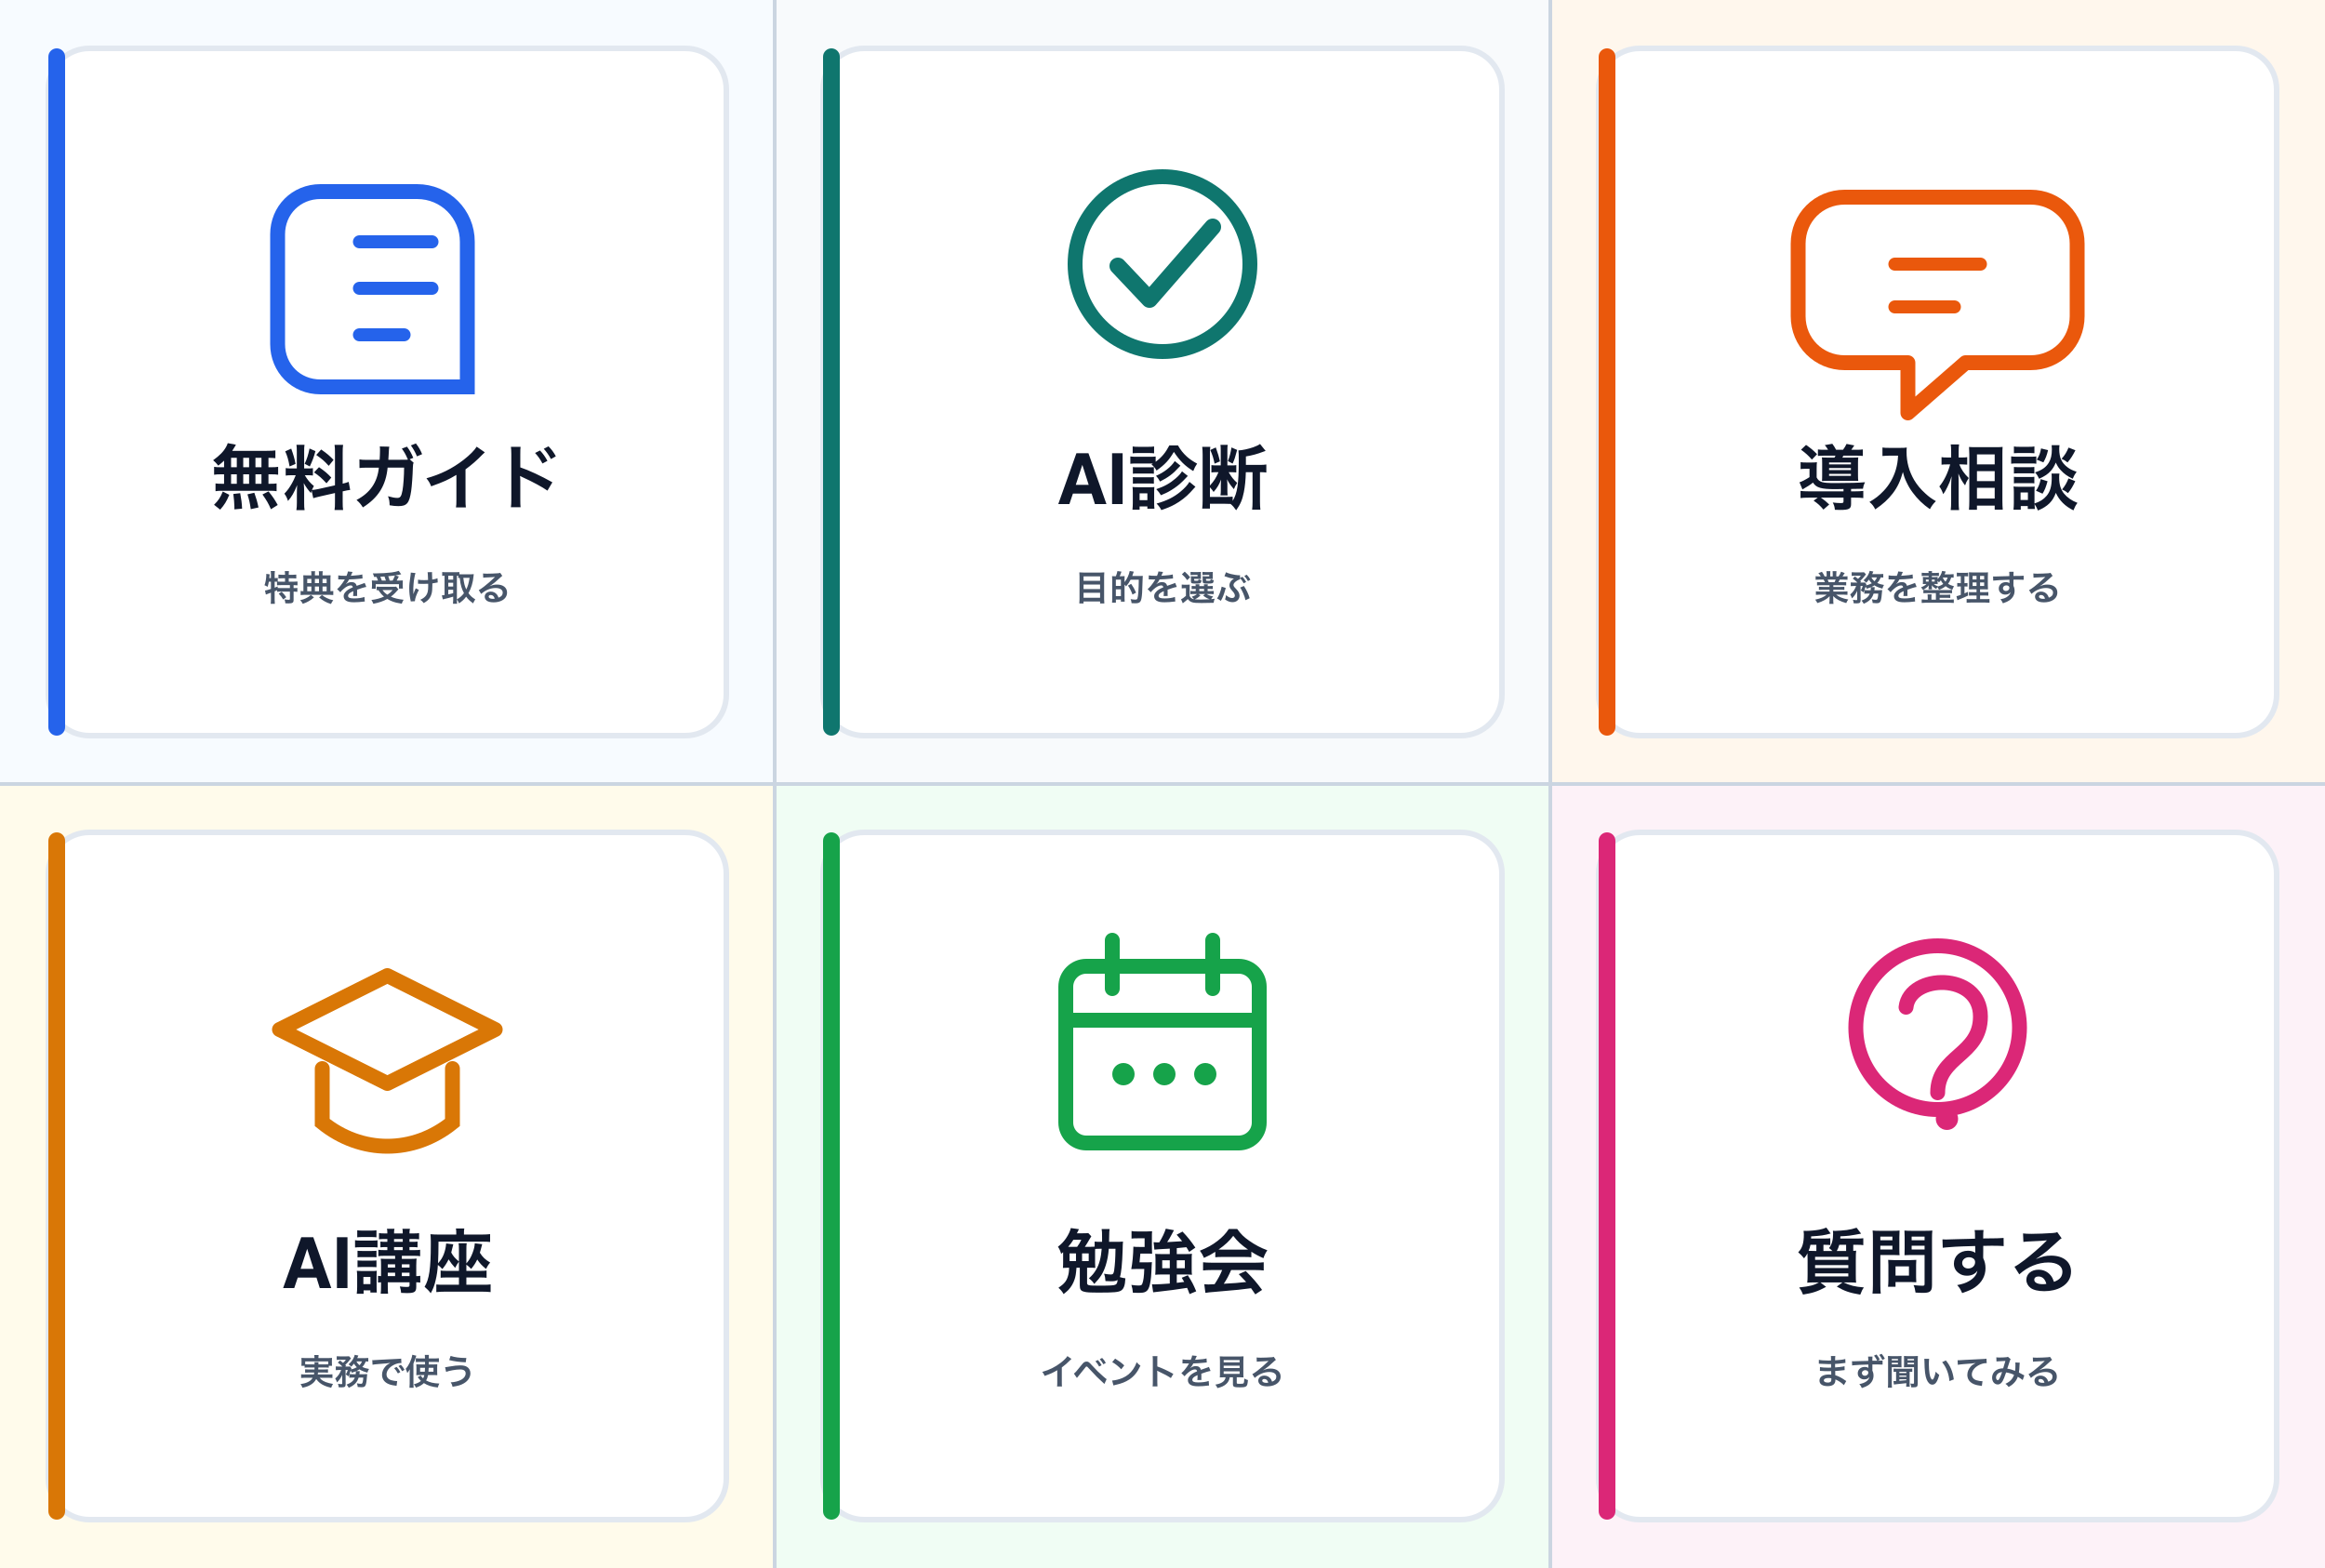 無料ガイド
特典を受け取る
AI診断
目的を選ぶ
導入相談
業務を整理する
AI講座
実務で使う
勉強会
イベントを見る
質問する
まず聞いてみる